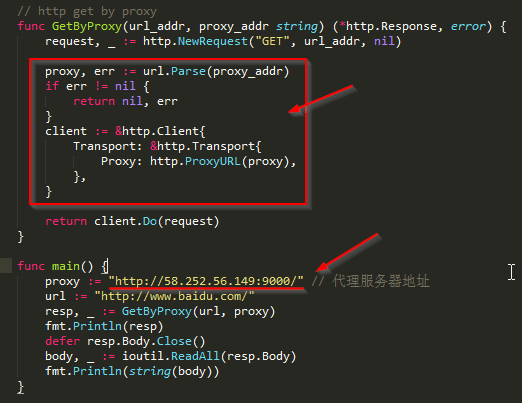 // http get by proxy
func GetByProxy(url_addr, proxy_addr string) (*http.Response, error) {
request, _ := http.NewRequest("GET", url_addr, nil)
proxy, err := url.Parse(proxy_addr)
if err != nil {
return nil, err
}
client := &http.Client{
Transport: &http.Transport{
Proxy: http.ProxyURL(proxy),
},
}
return client.Do(request)
}
func main() {
proxy := "http://58.252.56.149:9000/" // 代理服务器地址
url := "http://www.baidu.com/"
resp, _ := GetByProxy(url, proxy)
fmt.Println(resp)
defer resp.Body.Close()
body, _ := ioutil.ReadAll(resp.Body)
fmt.Println(string(body))
}